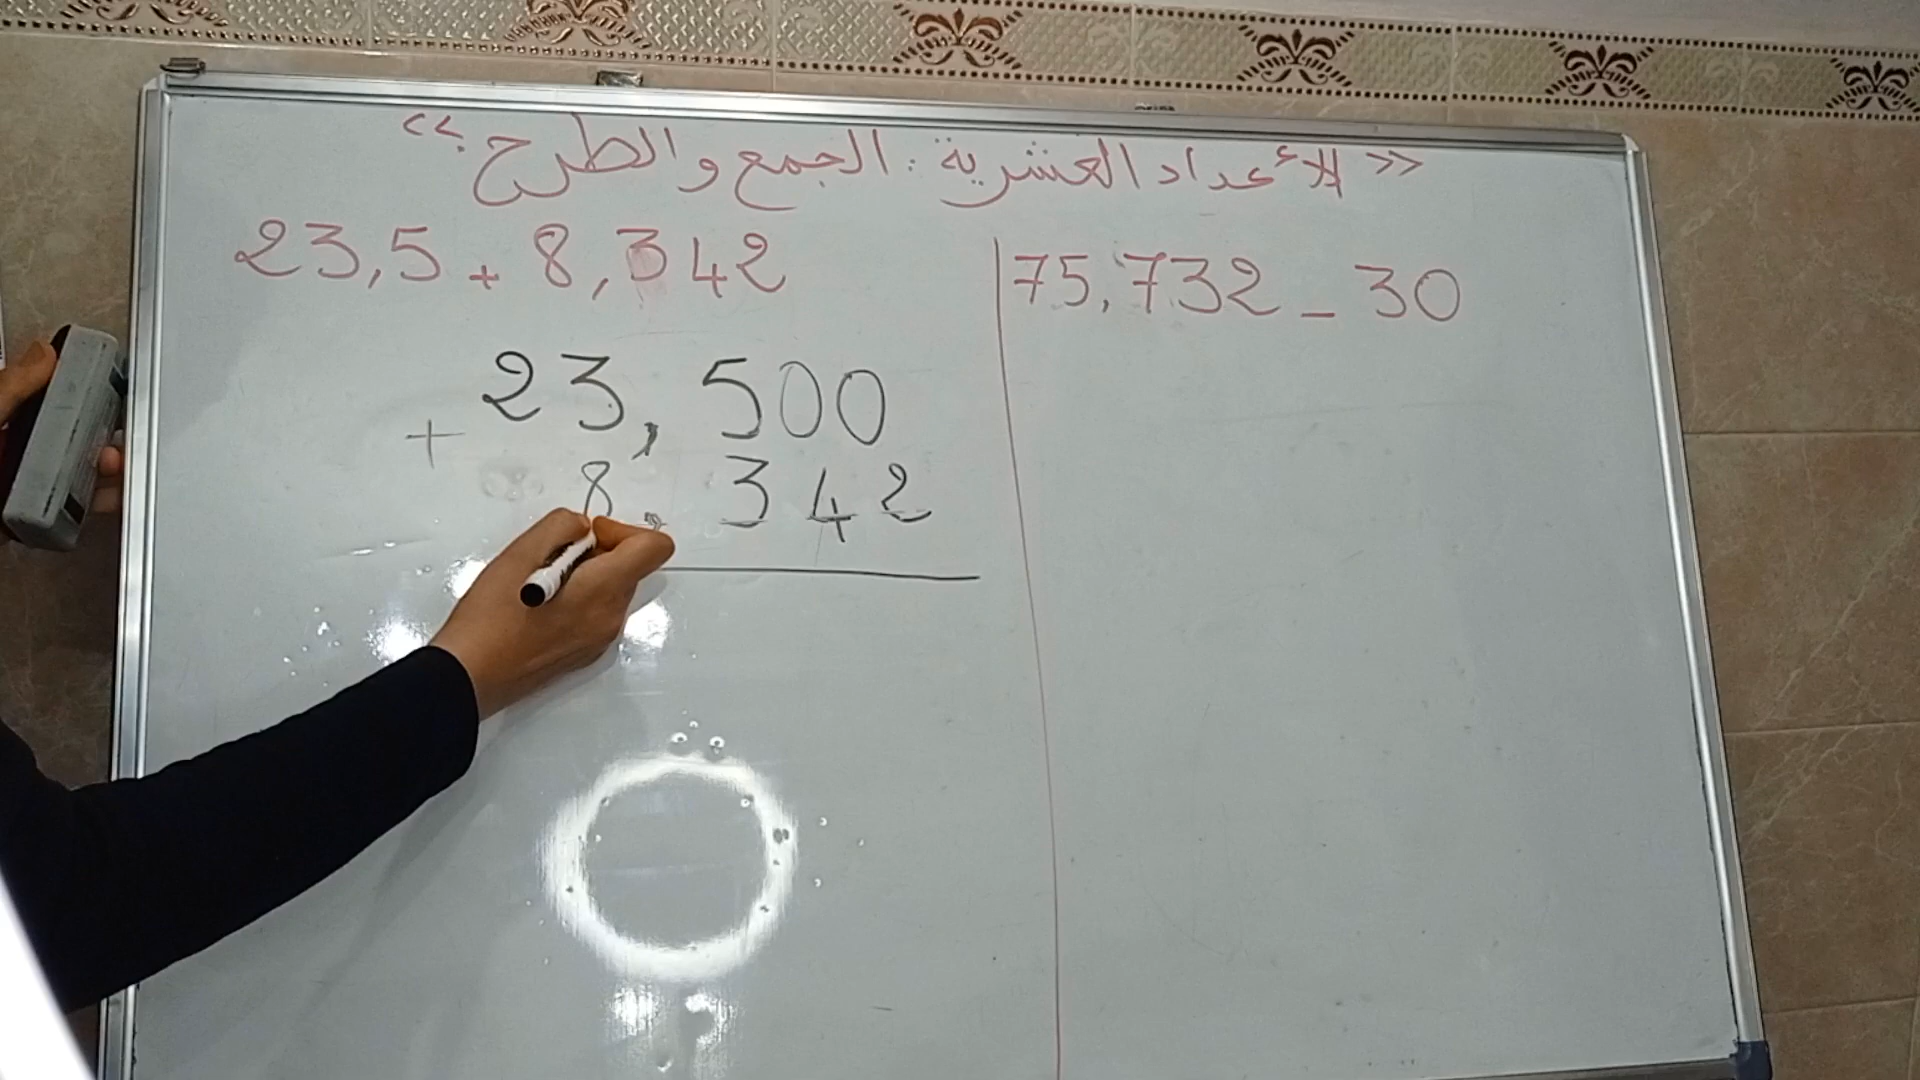 «الأعداد العشرية: الجمع والطرح»
23,5 + 8,342
75,732 - 30
23,500
+
8, 342